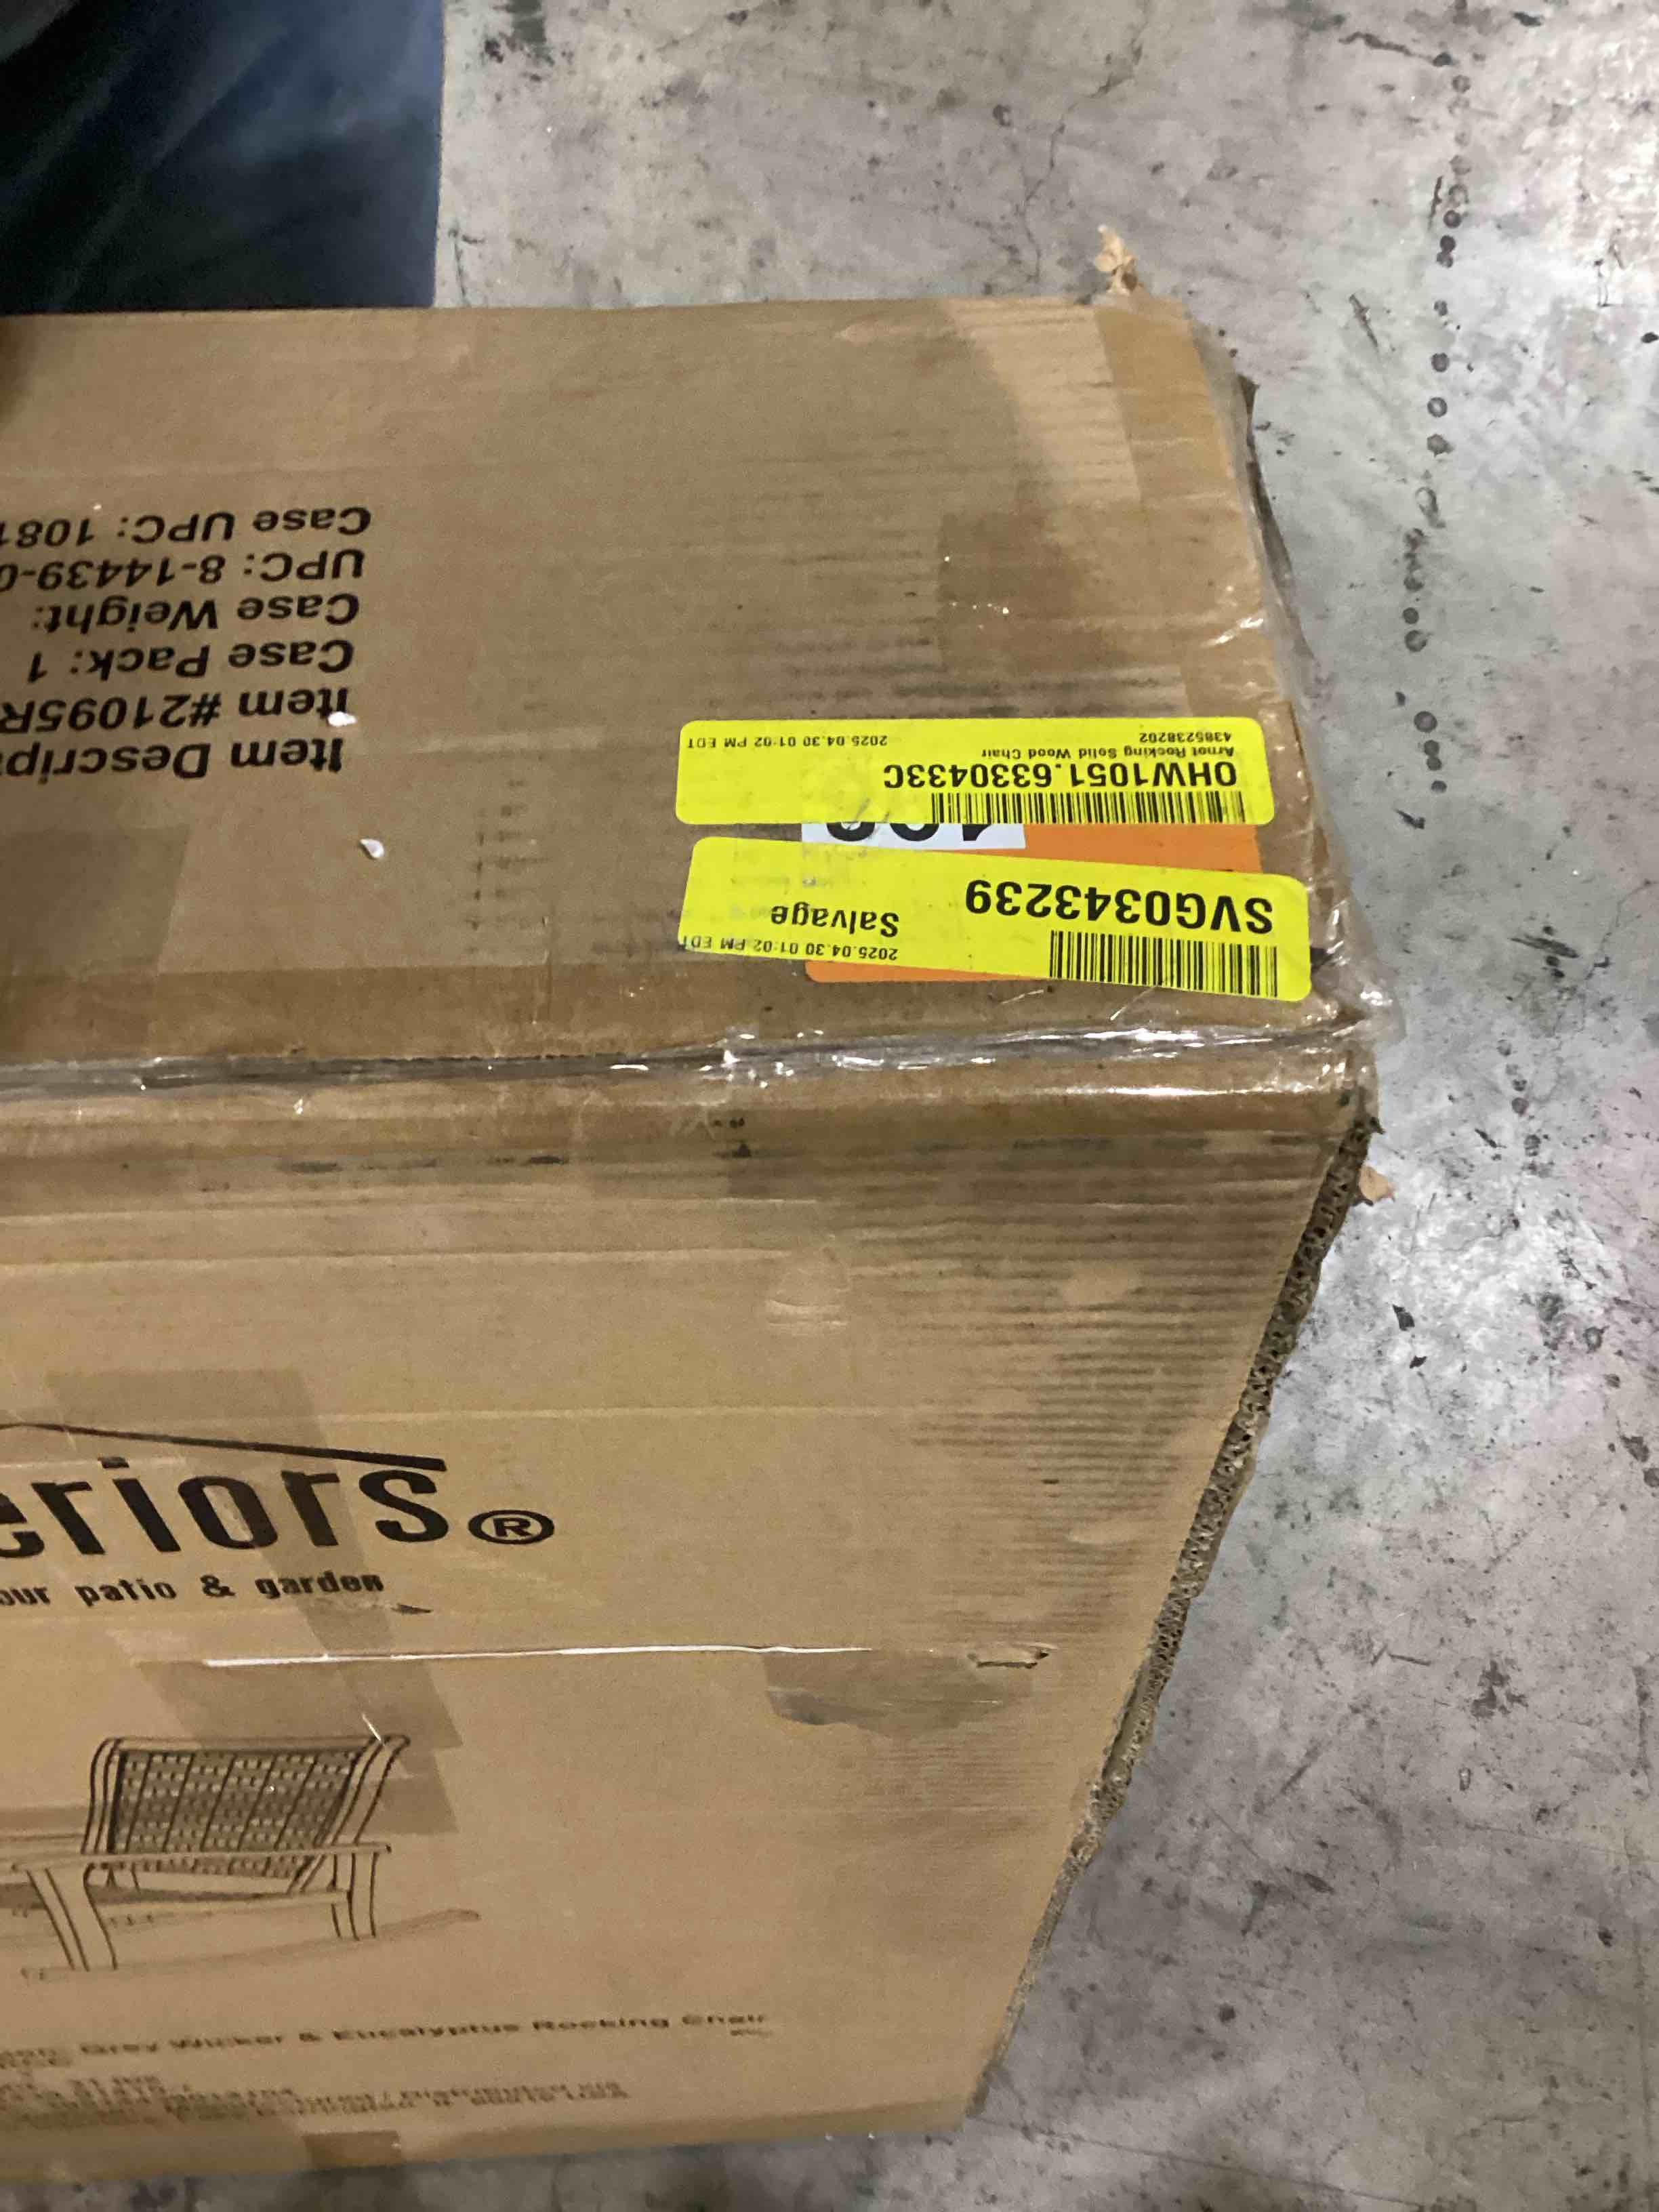 Item Descrip
Item #21095R
Case Pack: 1
Case Weight:
UPC: 8-14439-0
Case UPC: 1081
SVG0343239
Salvage
2025.04.30 01:02 PM EDT
OHW1051.6330433C
Arnot Rocking Solid Wood Chair
4385238202
2025.04.30 01:02 PM EDT
eriors®
our patio & garden
Grey Wicker & Eucalyptus Rocking Chair